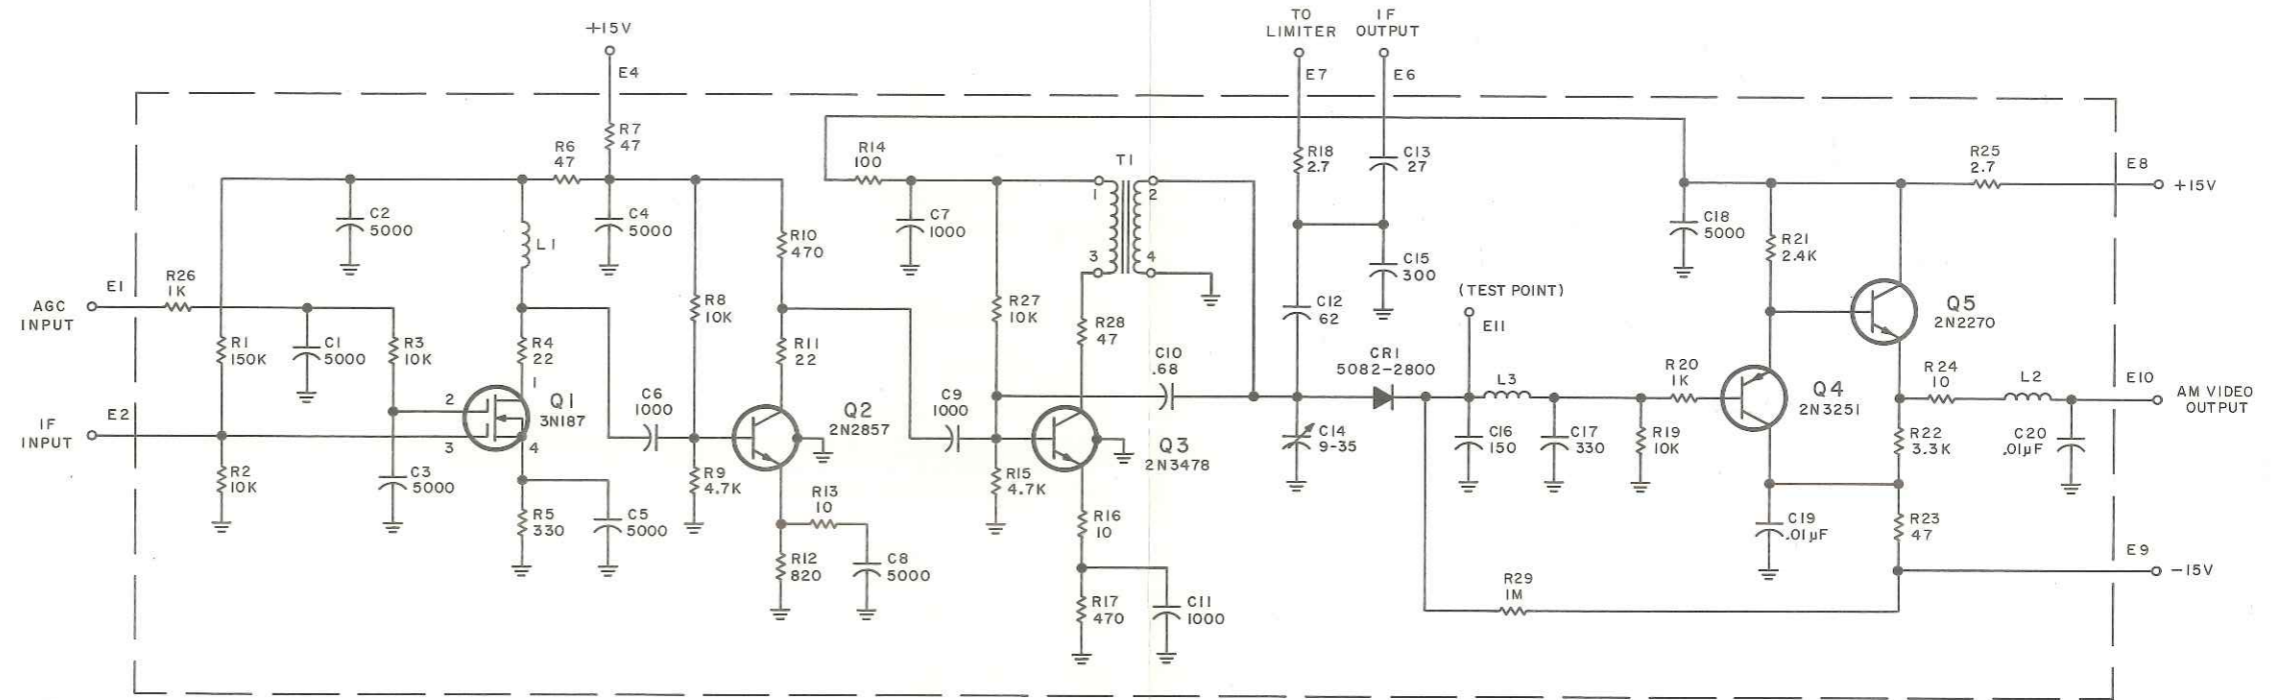 +15V
E4
TO
LIMITER
E7
IF
OUTPUT
E6
R7
47
R6
47
R14
100
T1
1
2
3
4
R18
2.7
C13
27
R25
2.7
E8
+15V
C2
5000
C4
5000
C7
1000
C18
5000
L1
R10
470
C15
300
R21
2.4K
E1
R26
1K
AGC
INPUT
R8
10K
R27
10K
C12
62
(TEST POINT)
E11
Q5
2N2270
R1
150K
C1
5000
R3
10K
R4
22
R11
22
R28
47
C10
.68
CR1
5082-2800
L3
R20
1K
Q4
2N3251
R24
10
L2
E10
AM VIDEO
OUTPUT
E2
IF
INPUT
2
3
1
4
Q1
3N187
C6
1000
Q2
2N2857
C9
1000
Q3
2N3478
C14
9-35
C16
150
C17
330
R19
10K
R22
3.3K
C20
.01µF
R2
10K
C3
5000
R9
4.7K
R15
4.7K
R5
330
C5
5000
R13
10
R16
10
C19
.01µF
R23
47
R12
820
C8
5000
E9
-15V
R29
1M
R17
470
C11
1000